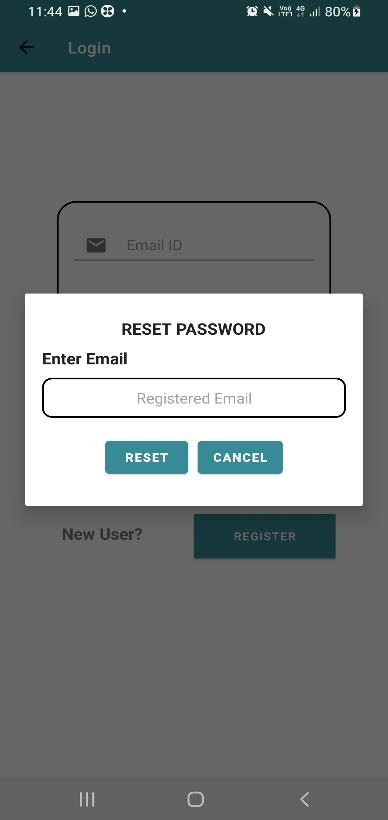 11:44 80%
Login
Email ID
RESET PASSWORD
Enter Email
Registered Email
RESET CANCEL
New User? REGISTER